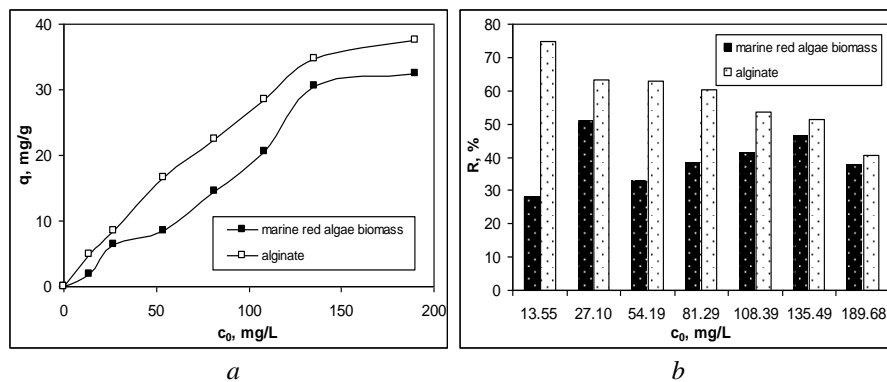 40
30
20
10
0
q, mg/g
marine red algae biomass
alginate
0 50 100 150 200
c0, mg/L
a
80
70
60
50
40
30
20
10
0
R, %
marine red algae biomass
alginate
13.55 27.10 54.19 81.29 108.39 135.49 189.68
c0, mg/L
b